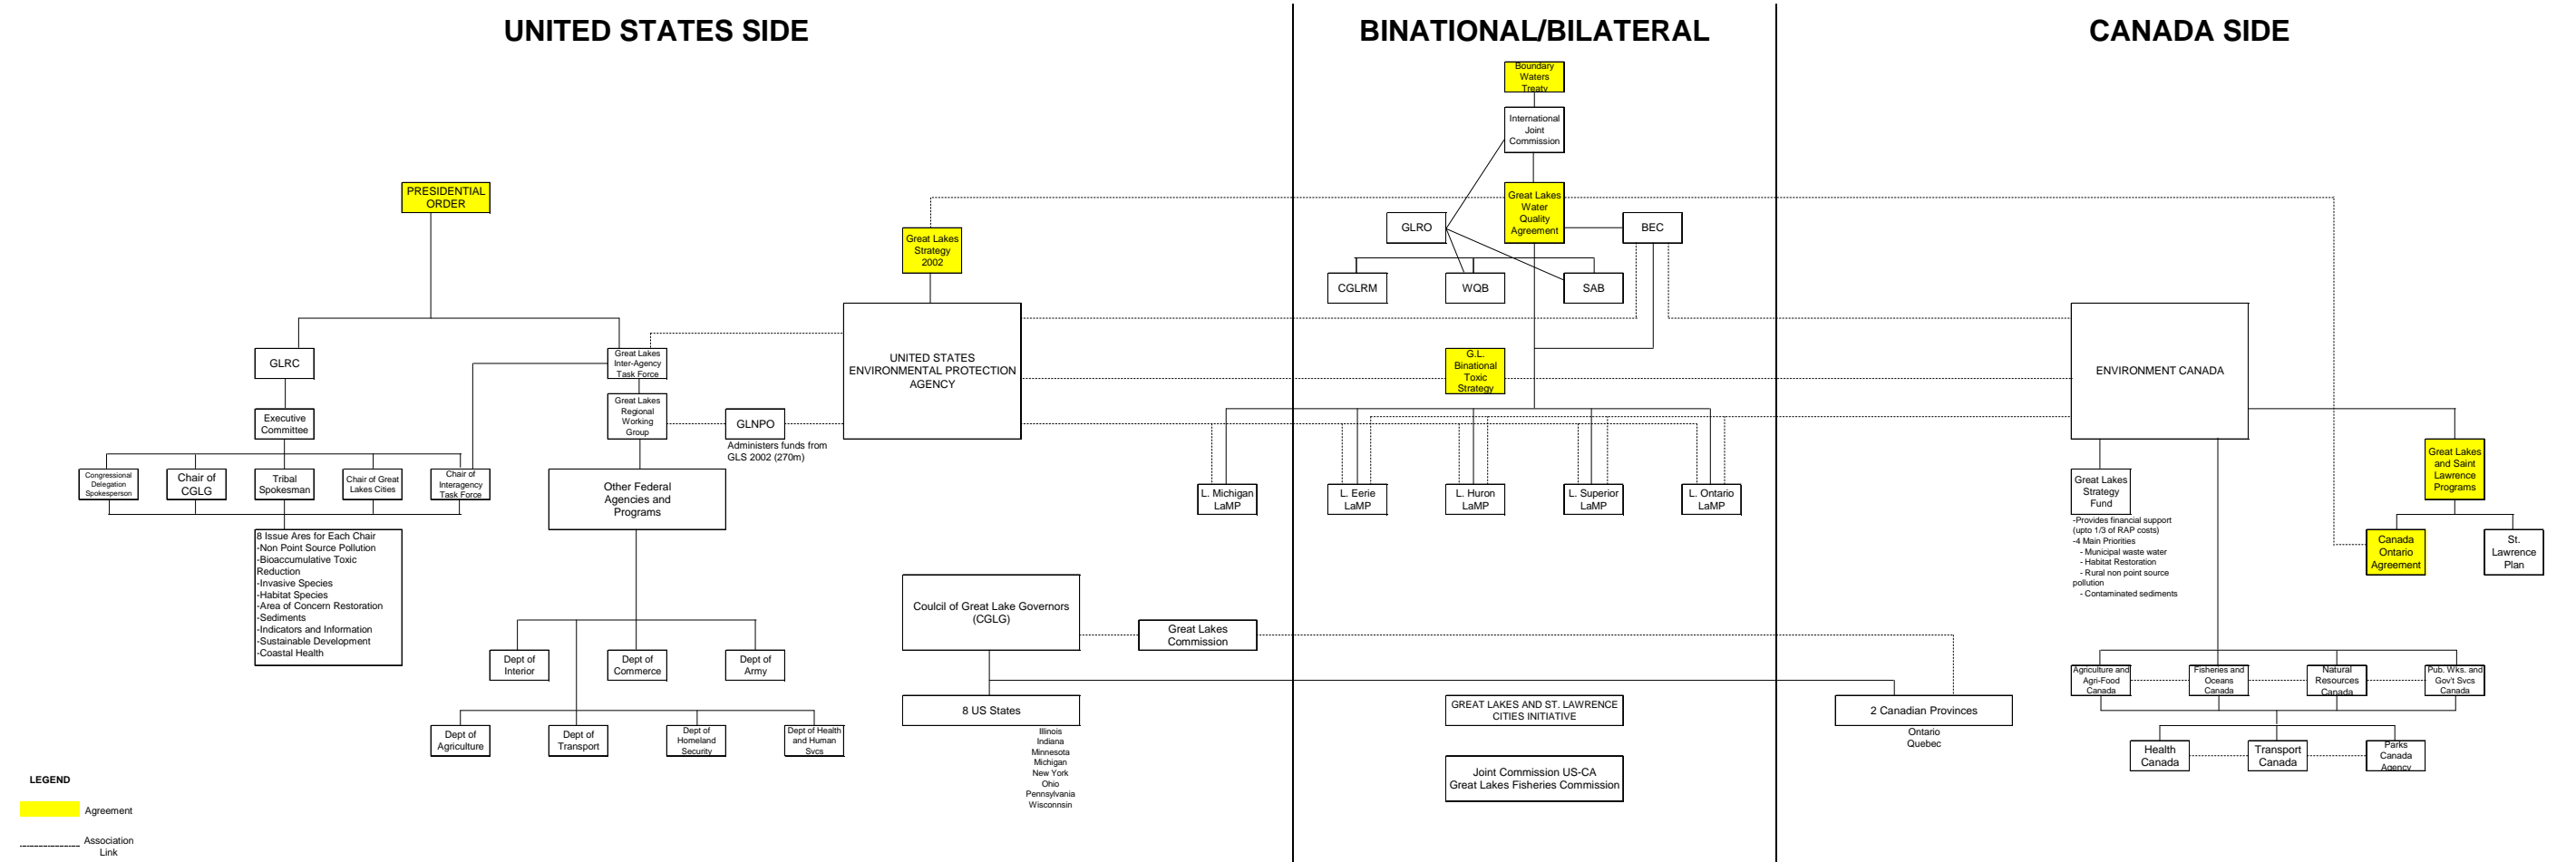 UNITED STATES SIDE
BINATIONAL/BILATERAL
CANADA SIDE
Boundary
Waters
Treaty
International
Joint
Commission
PRESIDENTIAL
ORDER
Great Lakes
Water
Quality
Agreement
GLRO
BEC
Great Lakes
Strategy
2002
CGLRM
WQB
SAB
GLRC
Great Lakes
Inter-Agency
Task Force
UNITED STATES
ENVIRONMENTAL PROTECTION
AGENCY
G.L.
Binational
Toxic
Strategy
ENVIRONMENT CANADA
Executive
Committee
Great Lakes
Regional
Working
Group
GLNPO
Administers funds from
GLS 2002 (270m)
Congressional
Delegation
Spokesperson
Chair of
CGLG
Tribal
Spokesman
Chair of Great
Lakes Cities
Chair of
Interagency
Task Force
Other Federal
Agencies and
Programs
L. Michigan
LaMP
L. Eerie
LaMP
L. Huron
LaMP
L. Superior
LaMP
L. Ontario
LaMP
Great Lakes
Strategy
Fund
-Provides financial support
(upto 1/3 of RAP costs)
-4 Main Priorities
- Municipal waste water
- Habitat Restoration
- Rural non point source
pollution
- Contaminated sediments
Great Lakes
and Saint
Lawrence
Programs
Canada
Ontario
Agreement
St.
Lawrence
Plan
8 Issue Ares for Each Chair
-Non Point Source Pollution
-Bioaccumulative Toxic
Reduction
-Invasive Species
-Habitat Species
-Area of Concern Restoration
-Sediments
-Indicators and Information
-Sustainable Development
-Coastal Health
Coulcil of Great Lake Governors
(CGLG)
Great Lakes
Commission
Dept of
Interior
Dept of
Commerce
Dept of
Army
Agriculture and
Agri-Food
Canada
Fisheries and
Oceans
Canada
Natural
Resources
Canada
Pub. Wks. and
Gov't Svcs
Canada
8 US States
Illinois
Indiana
Minnesota
Michigan
New York
Ohio
Pennsylvania
Wisconnsin
GREAT LAKES AND ST. LAWRENCE
CITIES INITIATIVE
2 Canadian Provinces
Ontario
Quebec
Dept of
Agriculture
Dept of
Transport
Dept of
Homeland
Security
Dept of Health
and Human
Svcs
Health
Canada
Transport
Canada
Parks
Canada
Agency
Joint Commission US-CA
Great Lakes Fisheries Commission
LEGEND
Agreement
Association
Link